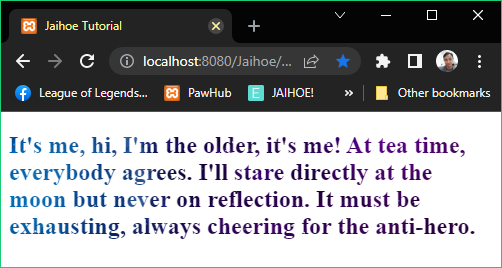 Jaihoe Tutorial
localhost:8080/Jaihoe/...
League of Legends... PawHub JAIHOE! » Other bookmarks
It's me, hi, I'm the older, it's me! At tea time,
everybody agrees. I'll stare directly at the
moon but never on reflection. It must be
exhausting, always cheering for the anti-hero.